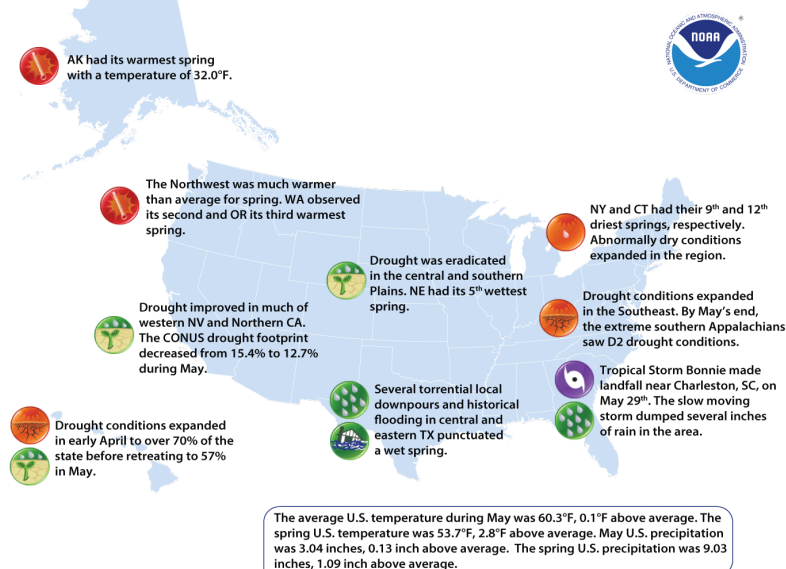 NATIONAL OCEANIC AND ATMOSPHERIC ADMINISTRATION
U.S. DEPARTMENT OF COMMERCE
NOAA
®
AK had its warmest spring
with a temperature of 32.0°F.
The Northwest was much warmer
than average for spring. WA observed
its second and OR its third warmest
spring.
NY and CT had their 9th and 12th
driest springs, respectively.
Abnormally dry conditions
expanded in the region.
Drought was eradicated
in the central and southern
Plains. NE had its 5th wettest
spring.
Drought conditions expanded
in the Southeast. By May's end,
the extreme southern Appalachians
saw D2 drought conditions.
Drought improved in much of
western NV and Northern CA.
The CONUS drought footprint
decreased from 15.4% to 12.7%
during May.
Tropical Storm Bonnie made
landfall near Charleston, SC, on
May 29th. The slow moving
storm dumped several inches
of rain in the area.
Several torrential local
downpours and historical
flooding in central and
eastern TX punctuated
a wet spring.
Drought conditions expanded
in early April to over 70% of the
state before retreating to 57%
in May.
The average U.S. temperature during May was 60.3°F, 0.1°F above average. The
spring U.S. temperature was 53.7°F, 2.8°F above average. May U.S. precipitation
was 3.04 inches, 0.13 inch above average. The spring U.S. precipitation was 9.03
inches, 1.09 inch above average.